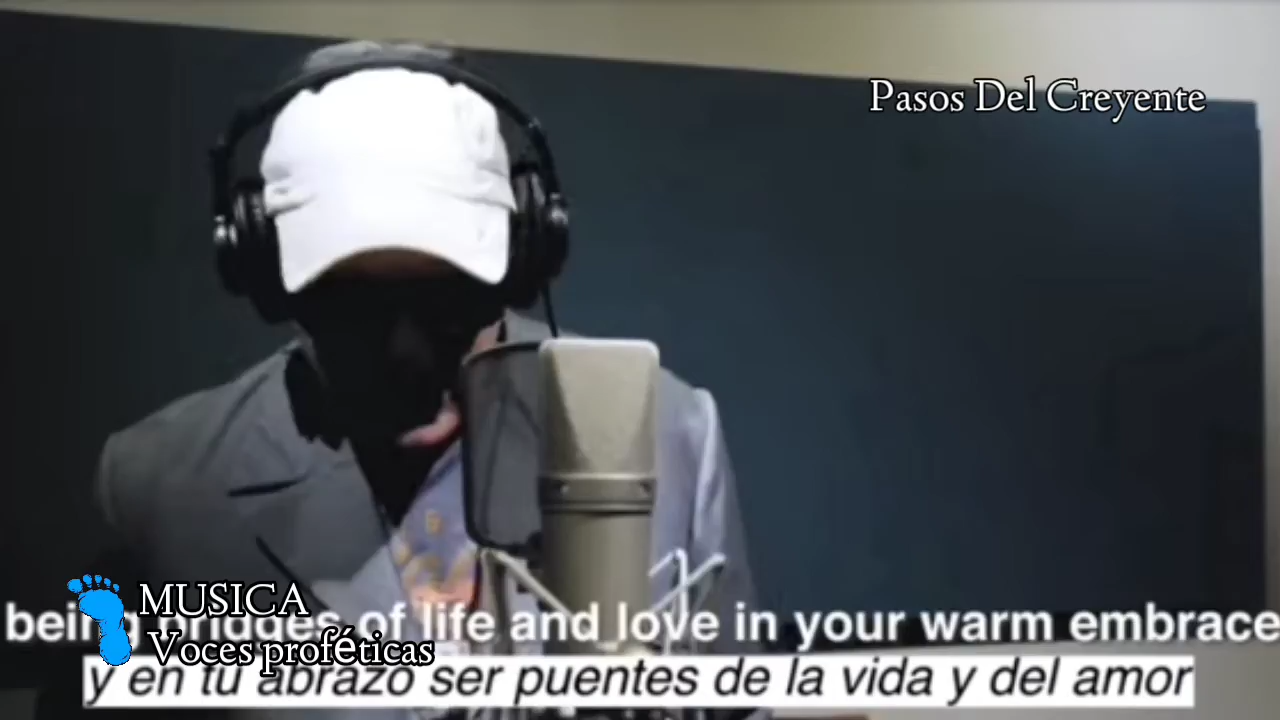 Pasos Del Creyente
MUSICA
being bridges of life and love in your warm embrace
Voces proféticas
y en tu abrazo ser puentes de la vida y del amor